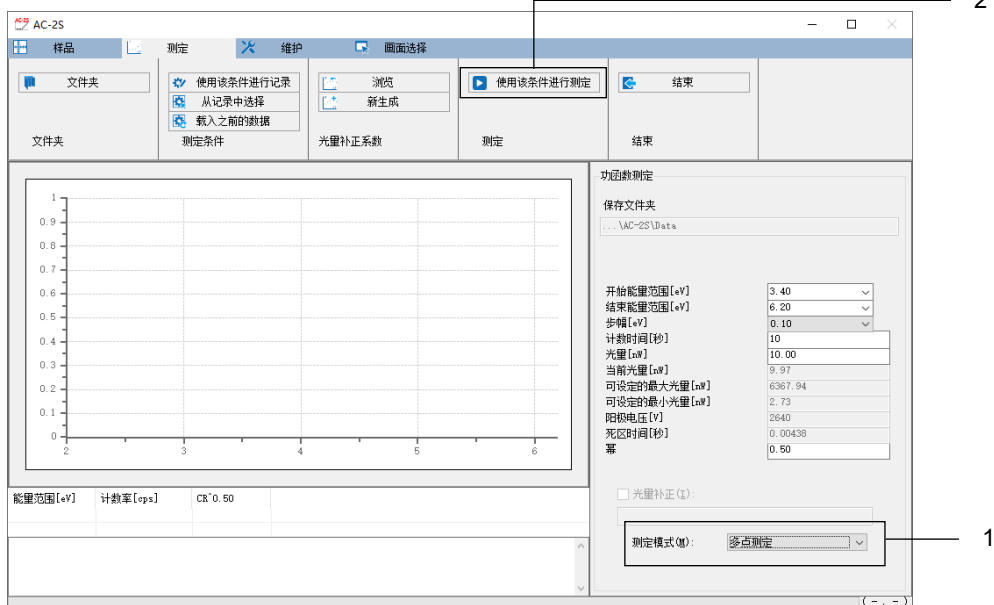 2
AC-2S AC-2S
样品 测定 维护 画面选择
文件夹 使用该条件进行记录 浏览 使用该条件进行测定 结束
从记录中选择 新生成
载入之前的数据
文件夹 测定条件 光量补正系数 测定 结束
功函数测定
保存文件夹
...\AC-2S\Data
1
0.9
0.8
0.7
0.6
0.5
0.4
0.3
0.2
0.1
0
2 3 4 5 6
开始能量范围[eV] 3.40
结束能量范围[eV] 6.20
步幅[eV] 0.10
计数时间[秒] 10
光量[nW] 10.00
当前光量[nW] 9.97
可设定的最大光量[nW] 6367.94
可设定的最小光量[nW] 2.73
阳极电压[V] 2640
死区时间[秒] 0.00438
幂 0.50
能量范围[eV] 计数率[cps] CR^0.50
光量补正(I):
测定模式(M): 多点测定
1
(-, -)